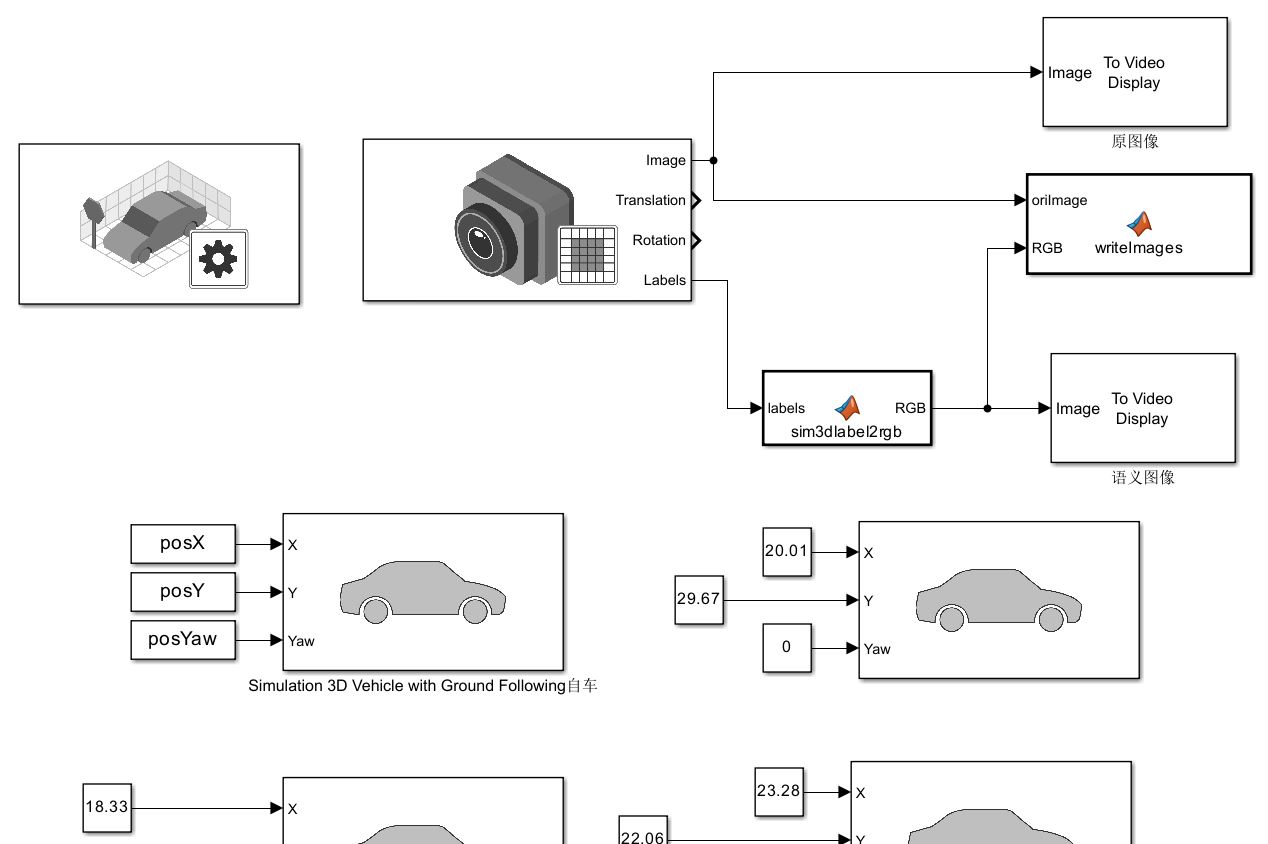 Image
To Video
Display
原图像
Image
Translation
Rotation
Labels
oriImage
RGB
writeImages
labels
RGB
sim3dlabel2rgb
Image
To Video
Display
语义图像
posX
X
posY
Y
posYaw
Yaw
Simulation 3D Vehicle with Ground Following自车
20.01
X
29.67
Y
0
Yaw
18.33
X
23.28
X
22.06
Y